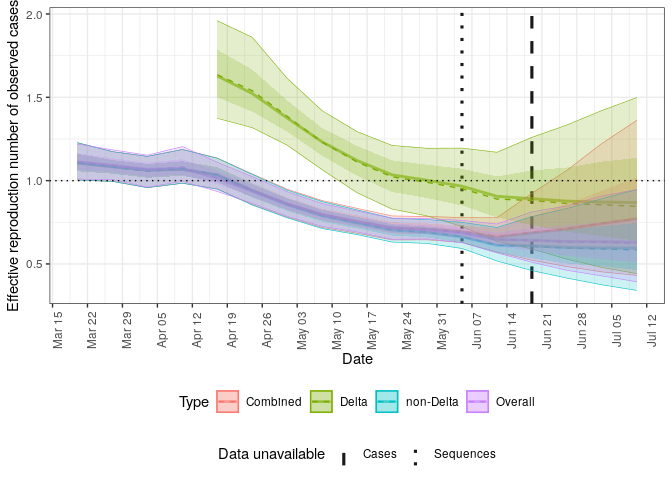 Effective reproduction number of observed cases
2.0
1.5
1.0
0.5
Mar 15
Mar 22
Mar 29
Apr 05
Apr 12
Apr 19
Apr 26
May 03
May 10
May 17
May 24
May 31
Jun 07
Jun 14
Jun 21
Jun 28
Jul 05
Jul 12
Date
Type Combined Delta non-Delta Overall
Data unavailable Cases Sequences